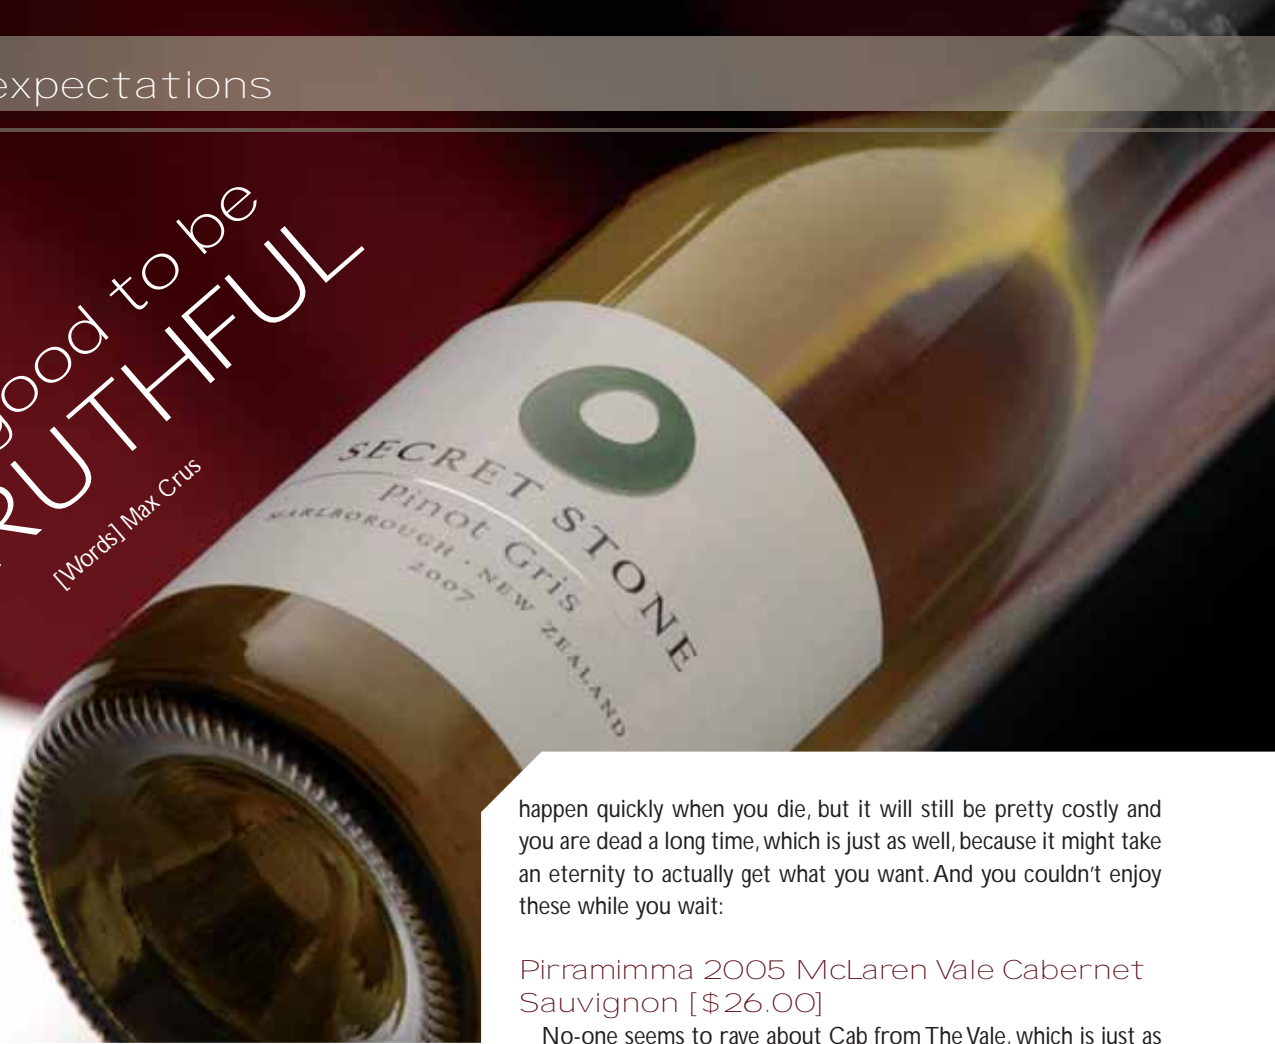 expectations
good to be
RUTHFUL
[Words] Max Crus
SECRET STONE
Pinot Gris
MARLBOROUGH · NEW ZEALAND
2007
happen quickly when you die, but it will still be pretty costly and
you are dead a long time, which is just as well, because it might take
an eternity to actually get what you want. And you couldn't enjoy
these while you wait:
Pirramimma 2005 McLaren Vale Cabernet
Sauvignon [$26.00]
No-one seems to rave about Cab from The Vale, which is just as